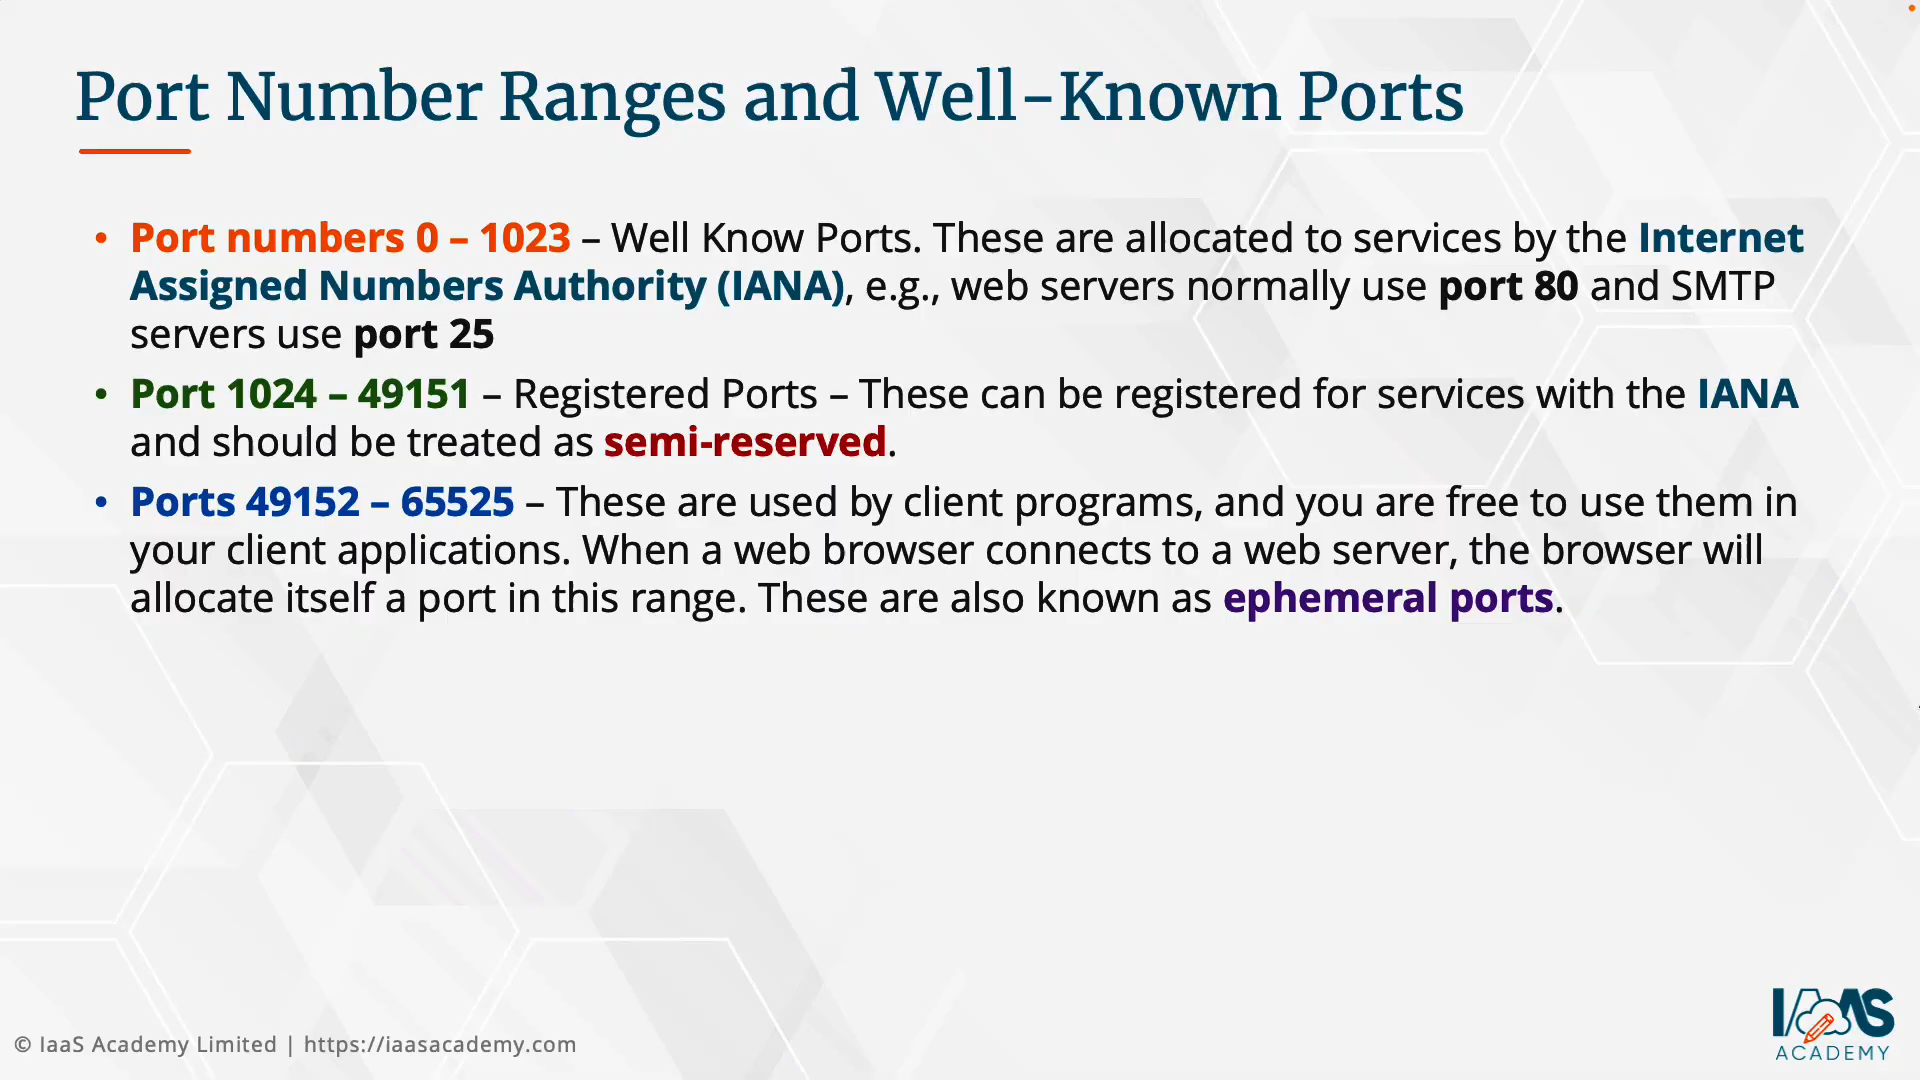 Port Number Ranges and Well-Known Ports
• Port numbers 0 – 1023 – Well Know Ports. These are allocated to services by the Internet
Assigned Numbers Authority (IANA), e.g., web servers normally use port 80 and SMTP
servers use port 25
• Port 1024 – 49151 – Registered Ports – These can be registered for services with the IANA
and should be treated as semi-reserved.
• Ports 49152 – 65525 – These are used by client programs, and you are free to use them in
your client applications. When a web browser connects to a web server, the browser will
allocate itself a port in this range. These are also known as ephemeral ports.
© IaaS Academy Limited | https://iaasacademy.com
IAAS
ACADEMY